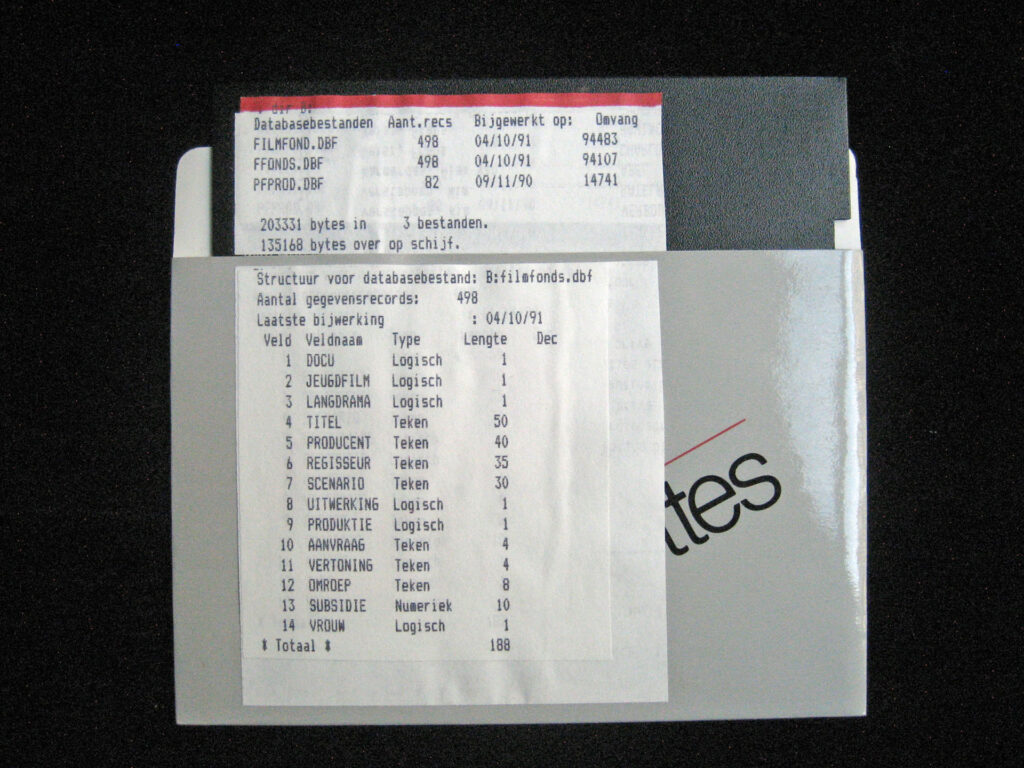 . dir B:
Databasebestanden Aant.recs Bijgewerkt op: Omvang
FILMFOND.DBF 498 04/10/91 94483
FFONDS.DBF 498 04/10/91 94107
PFPROD.DBF 82 09/11/90 14741
203331 bytes in 3 bestanden.
135168 bytes over op schijf.
Structuur voor databasebestand: B:filmfonds.dbf
Aantal gegevensrecords: 498
Laatste bijwerking : 04/10/91
Veld Veldnaam Type Lengte Dec
1 DOCU Logisch 1
2 JEUGDFILM Logisch 1
3 LANGDRAMA Logisch 1
4 TITEL Teken 50
5 PRODUCENT Teken 40
6 REGISSEUR Teken 35
7 SCENARIO Teken 30
8 UITWERKING Logisch 1
9 PRODUKTIE Logisch 1
10 AANVRAAG Teken 4
11 VERTONING Teken 4
12 OMROEP Teken 8
13 SUBSIDIE Numeriek 10
14 VROUW Logisch 1
* Totaal * 188
ttes